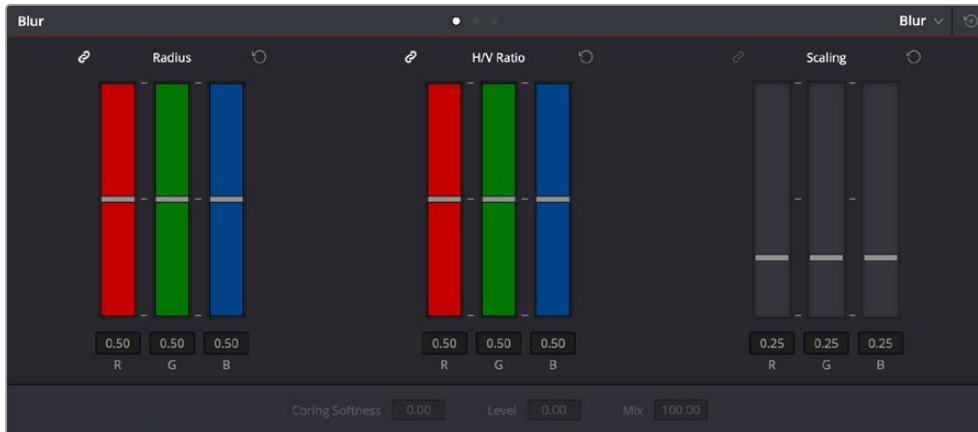 Blur Blur
Radius H/V Ratio Scaling
0.50 0.50 0.50 0.50 0.50 0.50 0.25 0.25 0.25
R G B R G B R G B
Coring Softness 0.00 Level 0.00 Mix 100.00